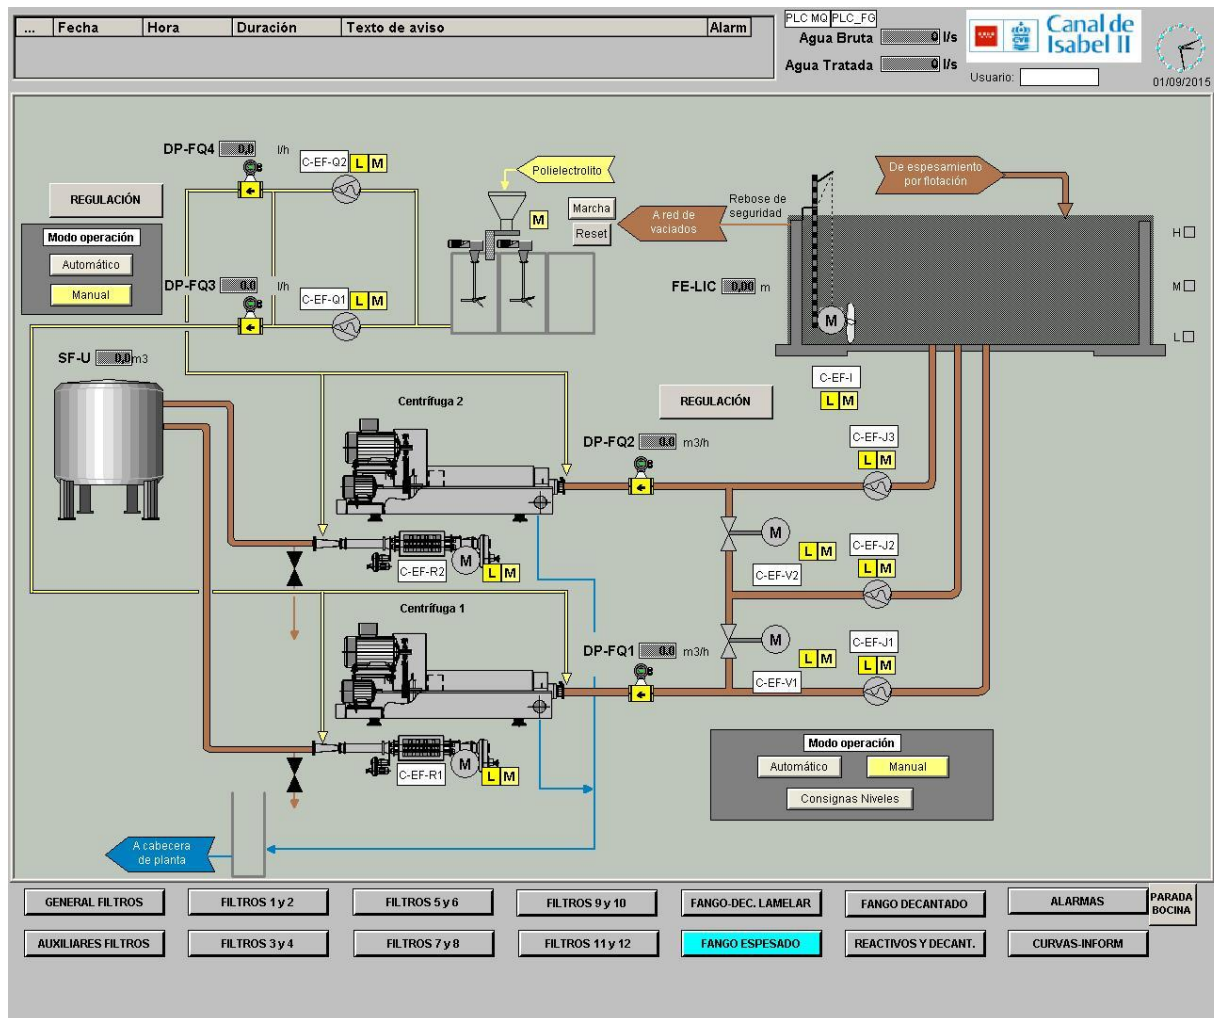 ... Fecha Hora Duración Texto de aviso Alarm
PLC MQ PLC_FG
Agua Bruta 0 l/s
Agua Tratada 0 l/s
Canal de
Isabel II
Usuario:
01/09/2015
DP-FQ4 0,0 l/h
C-EF-Q2 L M
REGULACIÓN
Modo operación
Automático
Manual
DP-FQ3 0.0 l/h
C-EF-Q1 L M
Polielectrolito
M
Marcha
Reset
A red de
vaciados
Rebose de
seguridad
De espesamiento
por flotación
FE-LIC 0,00 m
M
H
M
L
C-EF-I
L M
SF-U 0,0 m3
Centrífuga 2
REGULACIÓN
DP-FQ2 0.0 m3/h
C-EF-J3
L M
M
L M
C-EF-V2
C-EF-J2
L M
C-EF-R2
M
L M
Centrífuga 1
DP-FQ1 0.0 m3/h
M
L M
C-EF-V1
C-EF-J1
L M
C-EF-R1
M
L M
Modo operación
Automático
Manual
Consignas Niveles
A cabecera
de planta
GENERAL FILTROS
FILTROS 1 y 2
FILTROS 5 y 6
FILTROS 9 y 10
FANGO-DEC. LAMELAR
FANGO DECANTADO
ALARMAS
PARADA
BOCINA
AUXILIARES FILTROS
FILTROS 3 y 4
FILTROS 7 y 8
FILTROS 11 y 12
FANGO ESPESADO
REACTIVOS Y DECANT.
CURVAS-INFORM